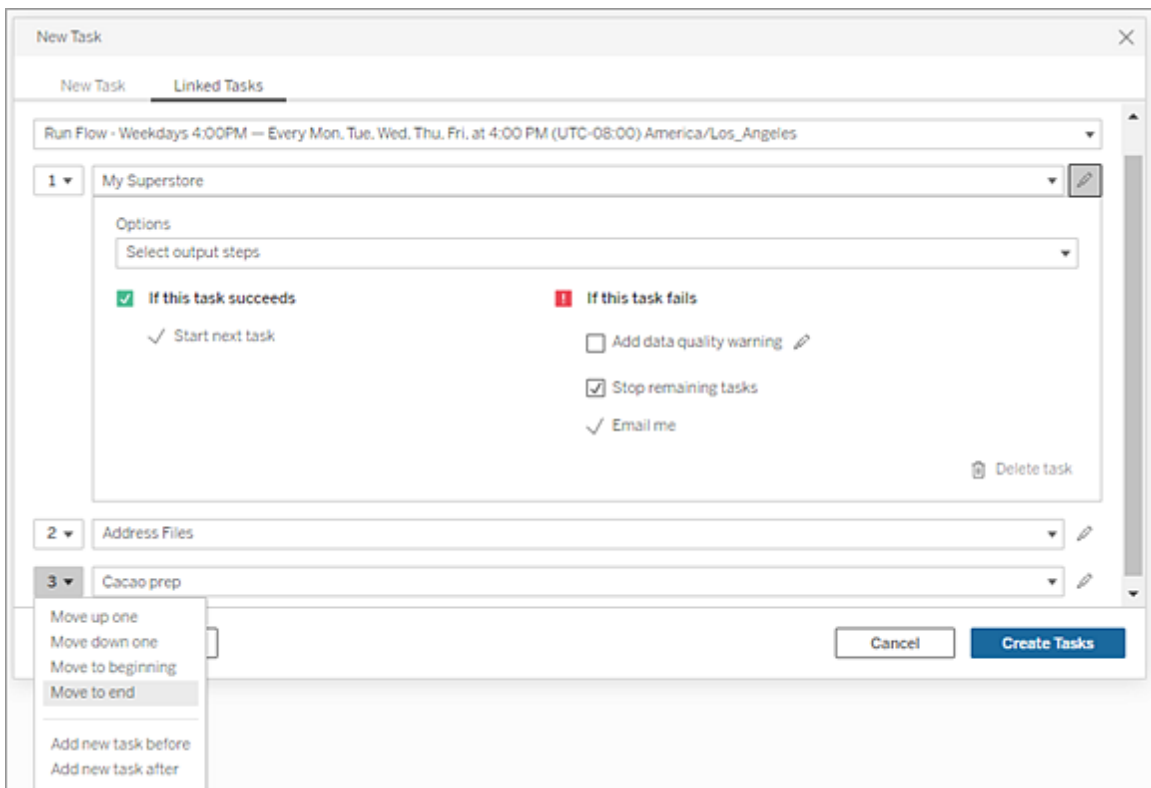 New Task
New Task Linked Tasks
Run Flow - Weekdays 4:00PM — Every Mon, Tue, Wed, Thu, Fri, at 4:00 PM (UTC-08:00) America/Los_Angeles
1 My Superstore
Options
Select output steps
If this task succeeds If this task fails
Start next task
Add data quality warning
Stop remaining tasks
Email me
Delete task
2 Address Files
3 Cacao prep
Move up one
Move down one
Move to beginning
Move to end
Add new task before
Add new task after
Cancel Create Tasks